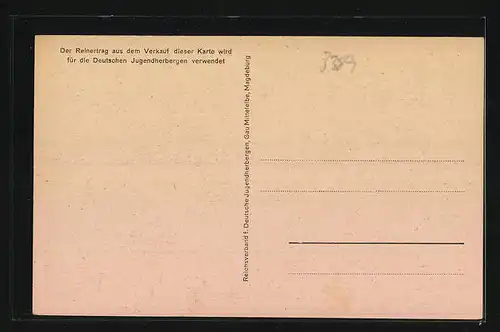 Der Reinertrag aus dem Verkauf dieser Karte wird
für die Deutschen Jugendherbergen verwendet
Reichsverband f. Deutsche Jugendherbergen, Gau Mittelelbe, Magdeburg